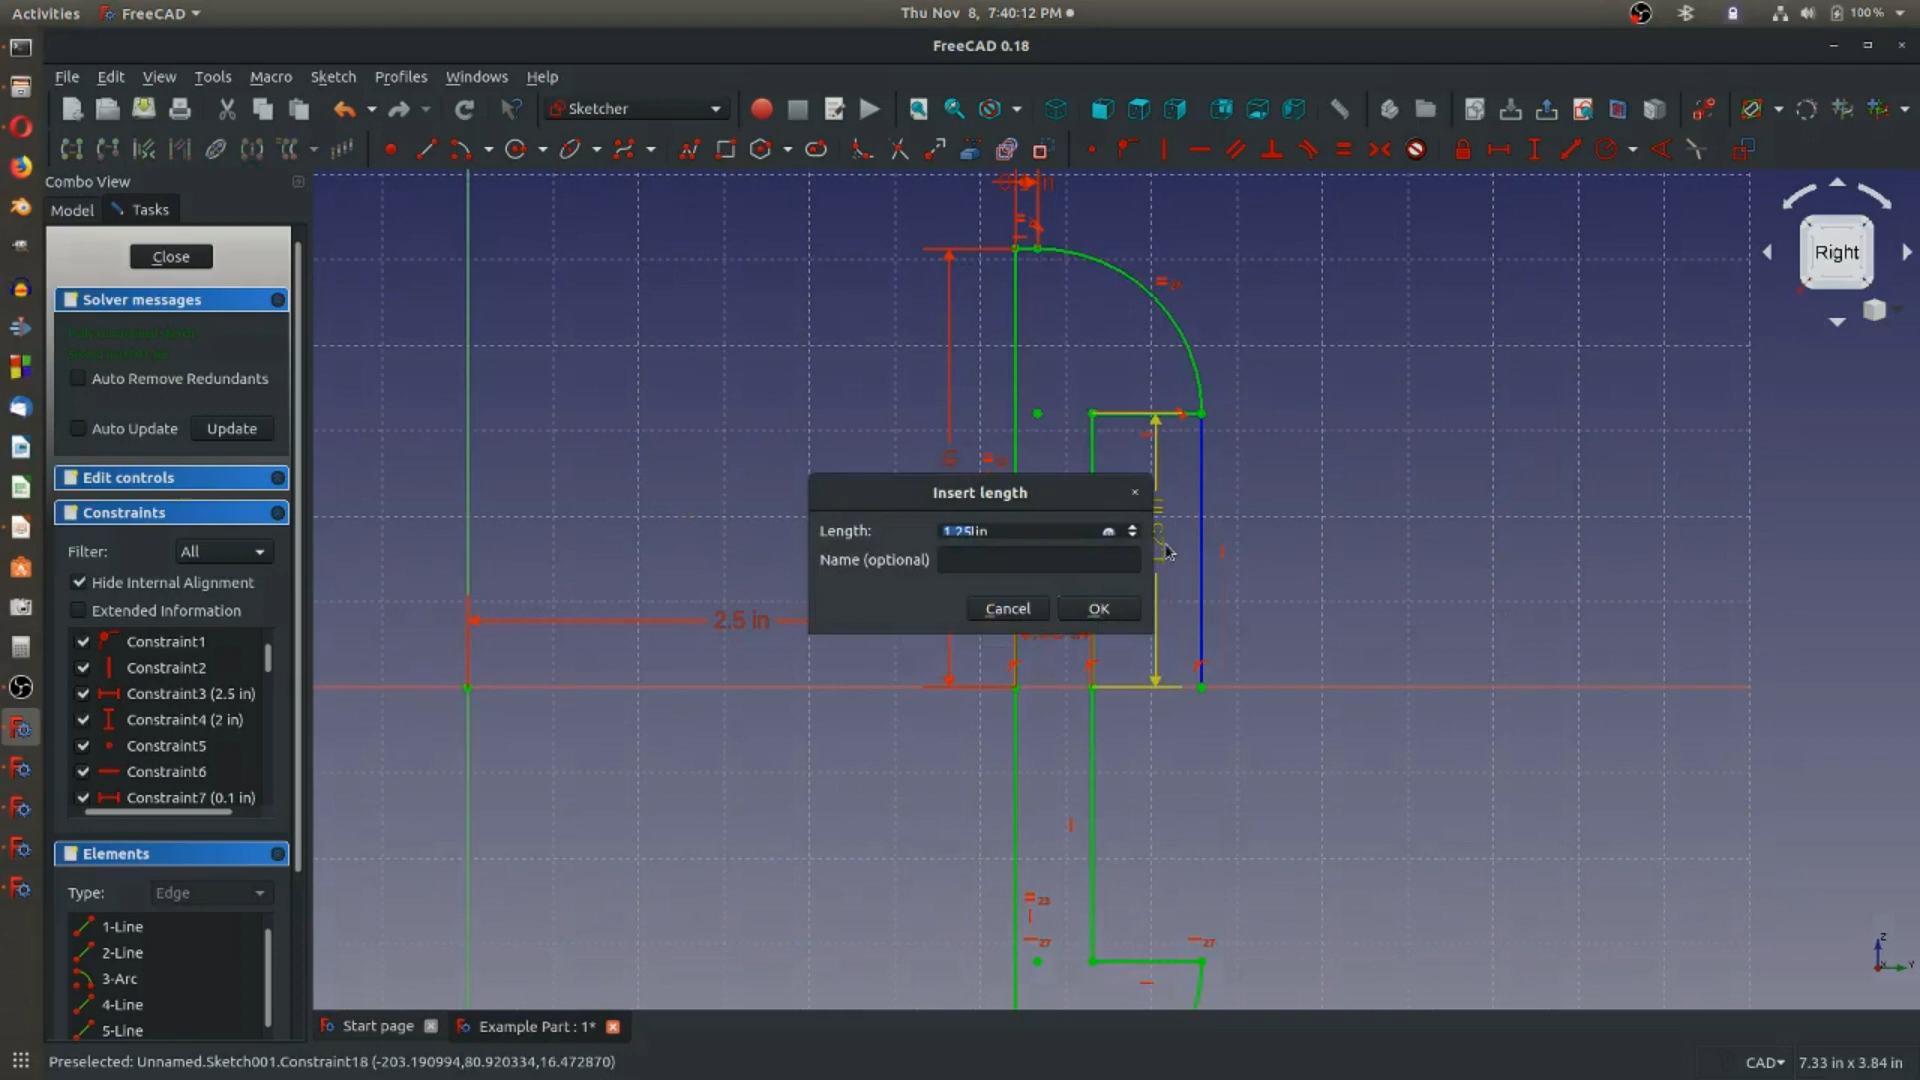 Activities FreeCAD Thu Nov 8, 7:40:12 PM 100 %
FreeCAD 0.18
File Edit View Tools Macro Sketch Profiles Windows Help
Sketcher
Combo View
Model Tasks
Close
Solver messages
Auto Remove Redundants
Auto Update Update
Edit controls
Constraints
Filter: All
Hide Internal Alignment
Extended Information
Constraint1
Constraint2
Constraint3 (2.5 in)
Constraint4 (2 in)
Constraint5
Constraint6
Constraint7 (0.1 in)
Elements
Type: Edge
1-Line
2-Line
3-Arc
4-Line
5-Line
Right
Insert length
Length: 1.25in
Name (optional)
Cancel OK
2.5 in
23
27
27
Z
Y
Start page Example Part : 1*
Preselected: Unnamed.Sketch001.Constraint18 (-203.190994,80.920334,16.472870)
CAD 7.33 in x 3.84 in